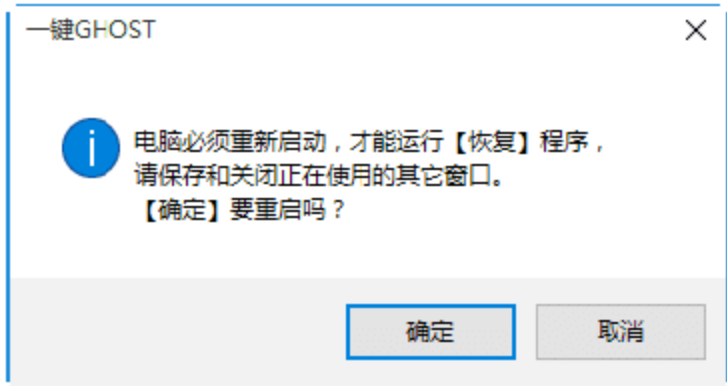 一键GHOST
电脑必须重新启动，才能运行【恢复】程序，
请保存和关闭正在使用的其它窗口。
【确定】要重启吗？
确定
取消